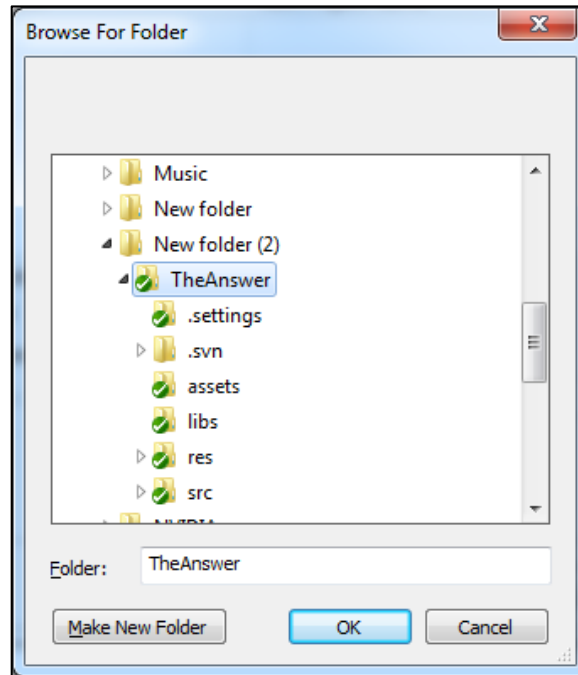 Browse For Folder
Music
New folder
New folder (2)
TheAnswer
.settings
.svn
assets
libs
res
src
Folder: TheAnswer
Make New Folder OK Cancel